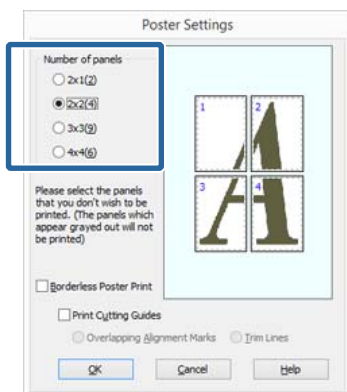 Poster Settings
Number of panels
2x1(2)
2x2(4)
3x3(9)
4x4(6)
1
2
3
4
A
Please select the panels
that you don't wish to be
printed. (The panels which
appear grayed out will not
be printed)
Borderless Poster Print
Print Cutting Guides
Overlapping Alignment Marks
Trim Lines
OK
Cancel
Help